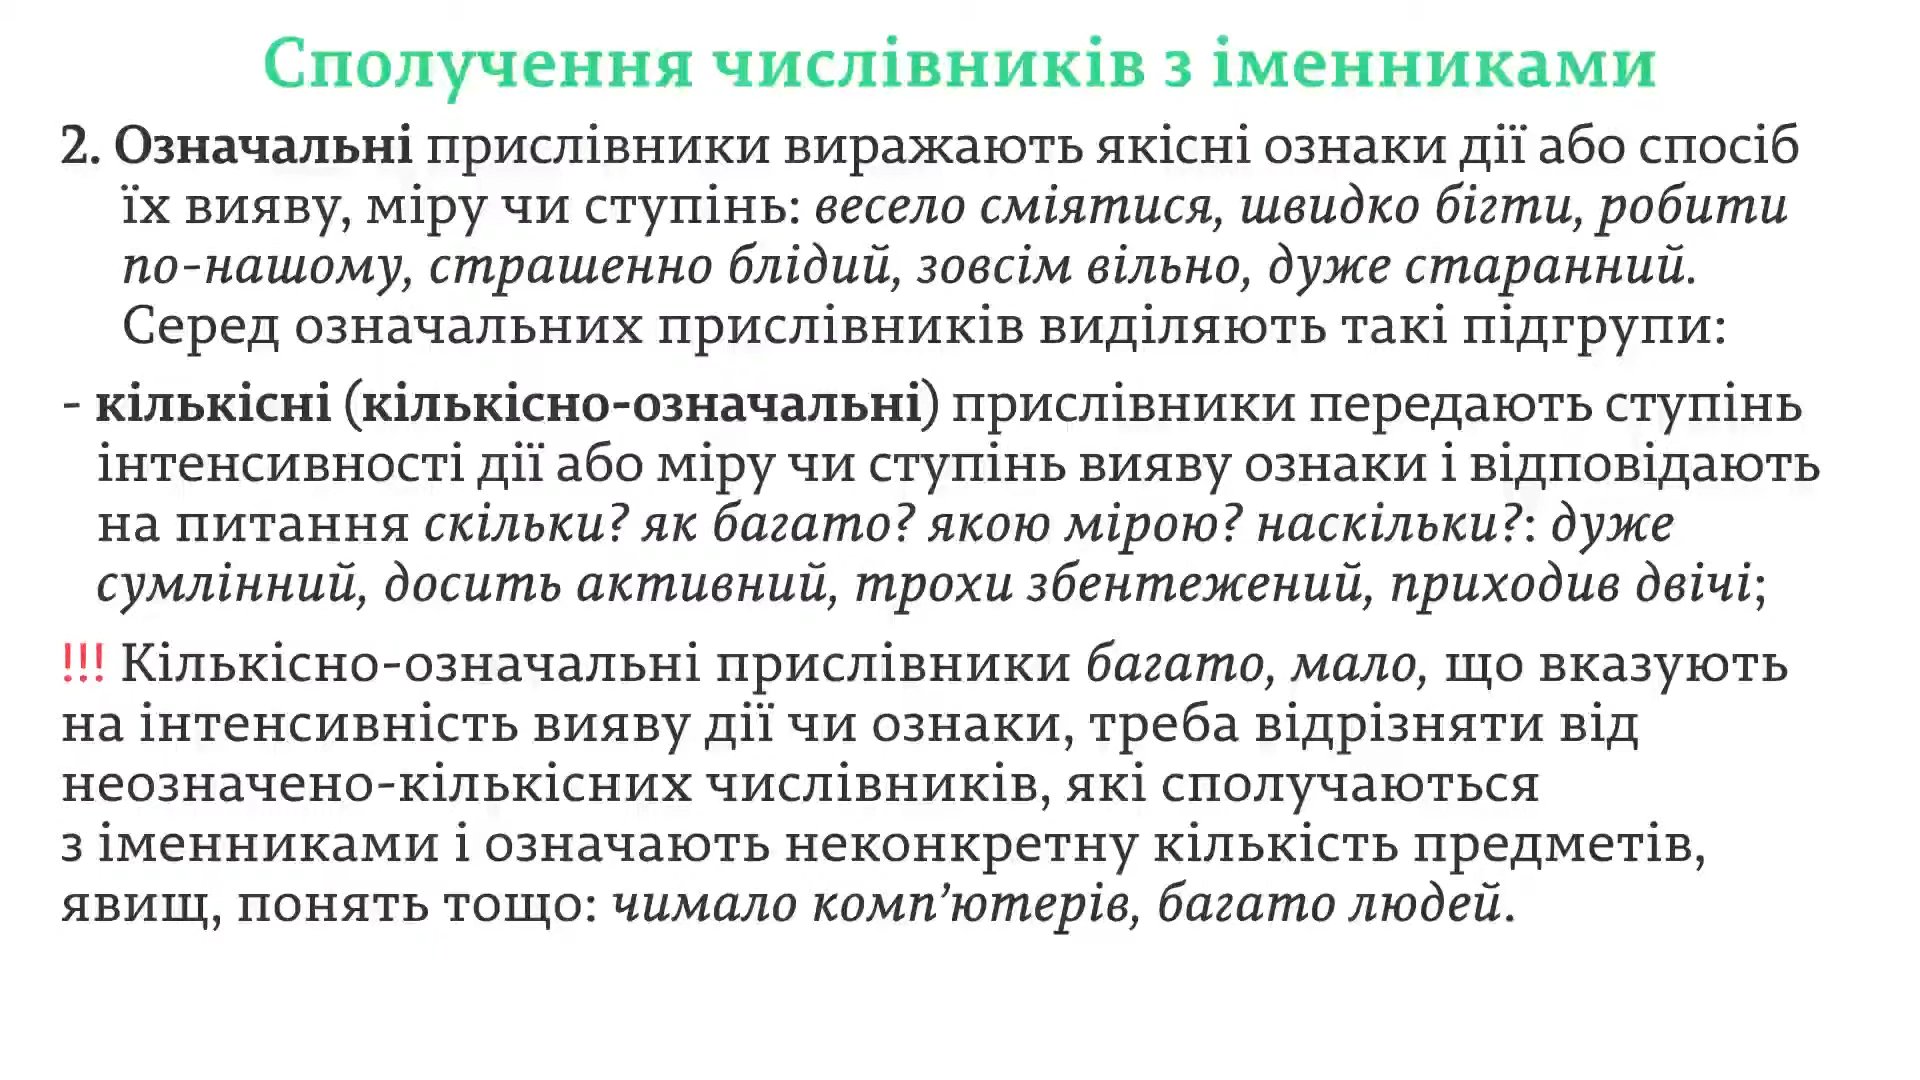 Сполучення числівників з іменниками
2. Означальні прислівники виражають якісні ознаки дії або спосіб
їх вияву, міру чи ступінь: весело сміятися, швидко бігти, робити
по-нашому, страшенно блідий, зовсім вільно, дуже старанний.
Серед означальних прислівників виділяють такі підгрупи:
- кількісні (кількісно-означальні) прислівники передають ступінь
інтенсивності дії або міру чи ступінь вияву ознаки і відповідають
на питання скільки? як багато? якою мірою? наскільки?: дуже
сумлінний, досить активний, трохи збентежений, приходив двічі;
!!! Кількісно-означальні прислівники багато, мало, що вказують
на інтенсивність вияву дії чи ознаки, треба відрізняти від
неозначено-кількісних числівників, які сполучаються
з іменниками і означають неконкретну кількість предметів,
явищ, понять тощо: чимало комп’ютерів, багато людей.